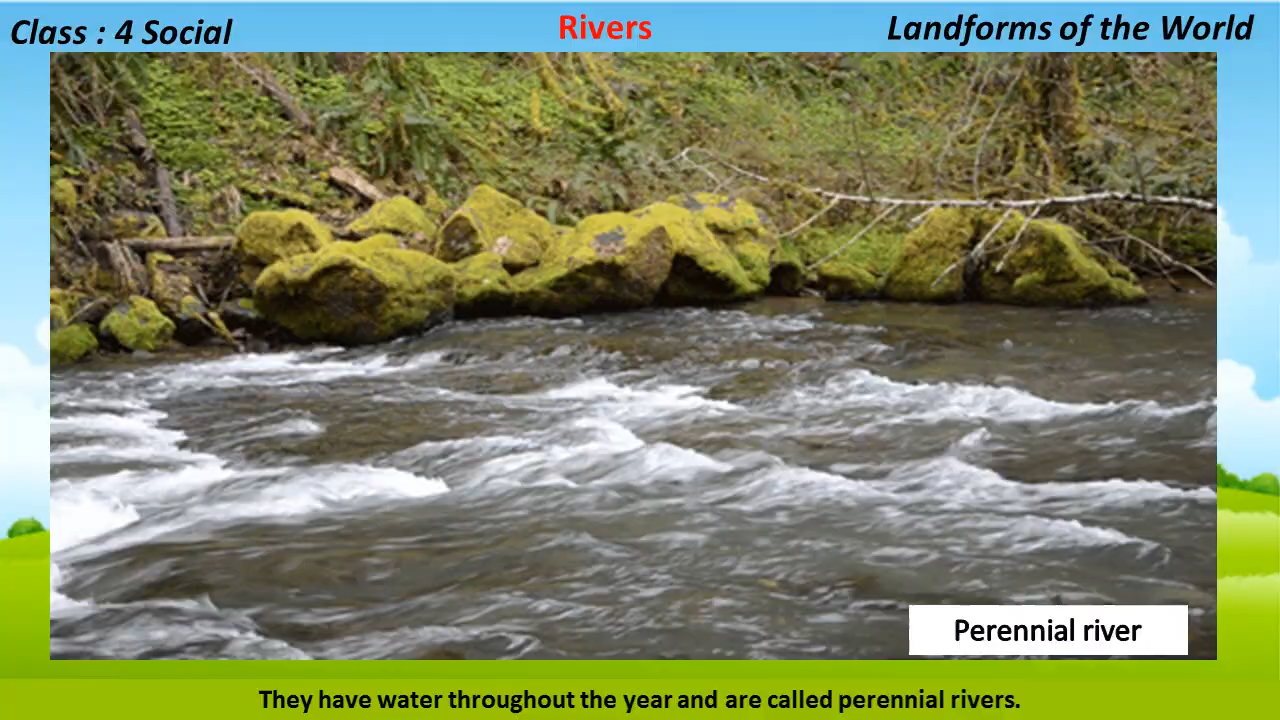 Class : 4 Social
Rivers
Landforms of the World
Perennial river
They have water throughout the year and are called perennial rivers.